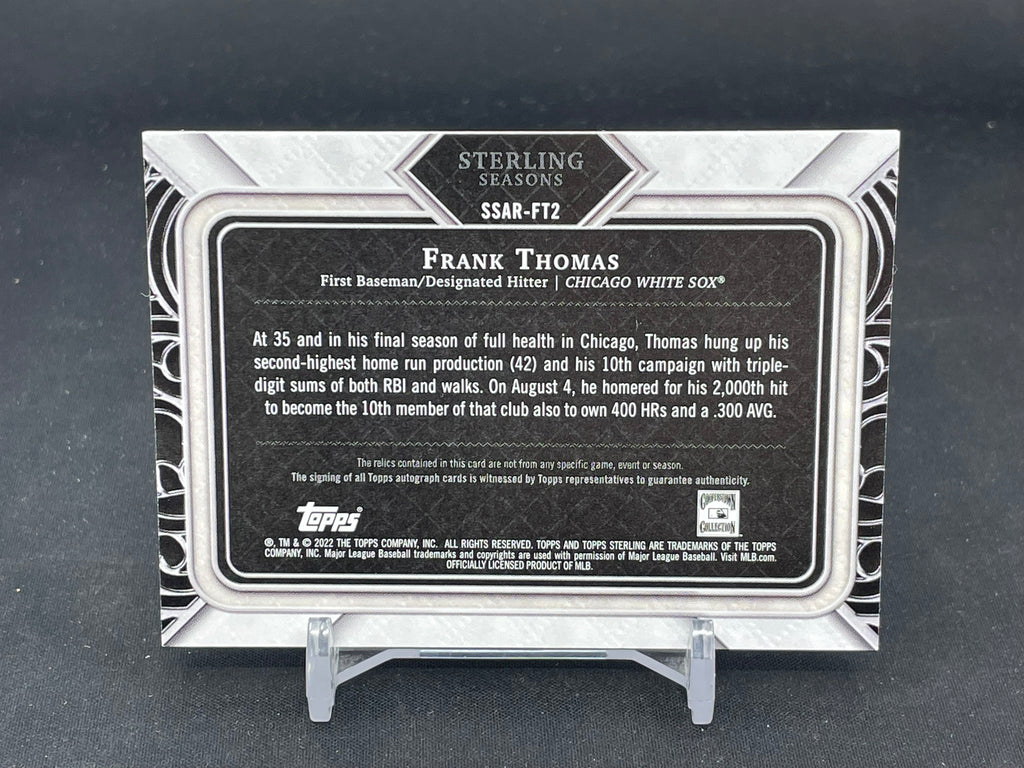 STERLING
SEASONS
SSAR-FT2
FRANK THOMAS
First Baseman/Designated Hitter | CHICAGO WHITE SOX®
At 35 and in his final season of full health in Chicago, Thomas hung up his
second-highest home run production (42) and his 10th campaign with triple-
digit sums of both RBI and walks. On August 4, he homered for his 2,000th hit
to become the 10th member of that club also to own 400 HRs and a .300 AVG.
The relics contained in this card are not from any specific game, event or season.
The signing of all Topps autograph cards is witnessed by Topps representatives to guarantee authenticity.
topps®
COOPERSTOWN
COLLECTION
®, TM & © 2022 THE TOPPS COMPANY, INC. ALL RIGHTS RESERVED. TOPPS AND TOPPS STERLING ARE TRADEMARKS OF THE TOPPS
COMPANY, INC. Major League Baseball trademarks and copyrights are used with permission of Major League Baseball. Visit MLB.com.
OFFICIALLY LICENSED PRODUCT OF MLB.